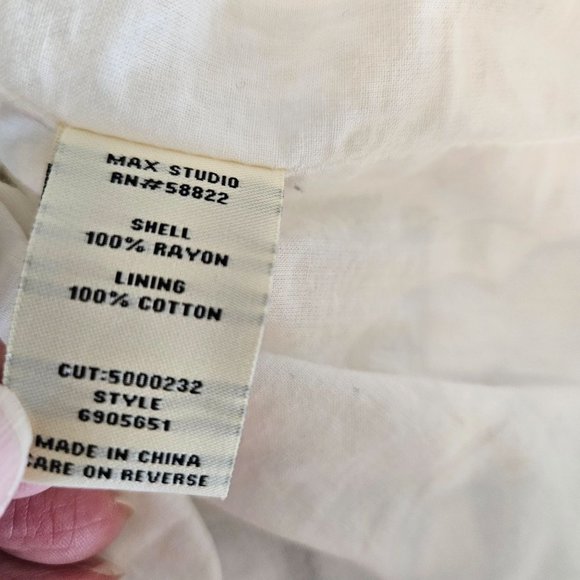 MAX STUDIO
RN#58822
SHELL
100% RAYON
LINING
100% COTTON
CUT:5000232
STYLE
6905651
MADE IN CHINA
CARE ON REVERSE